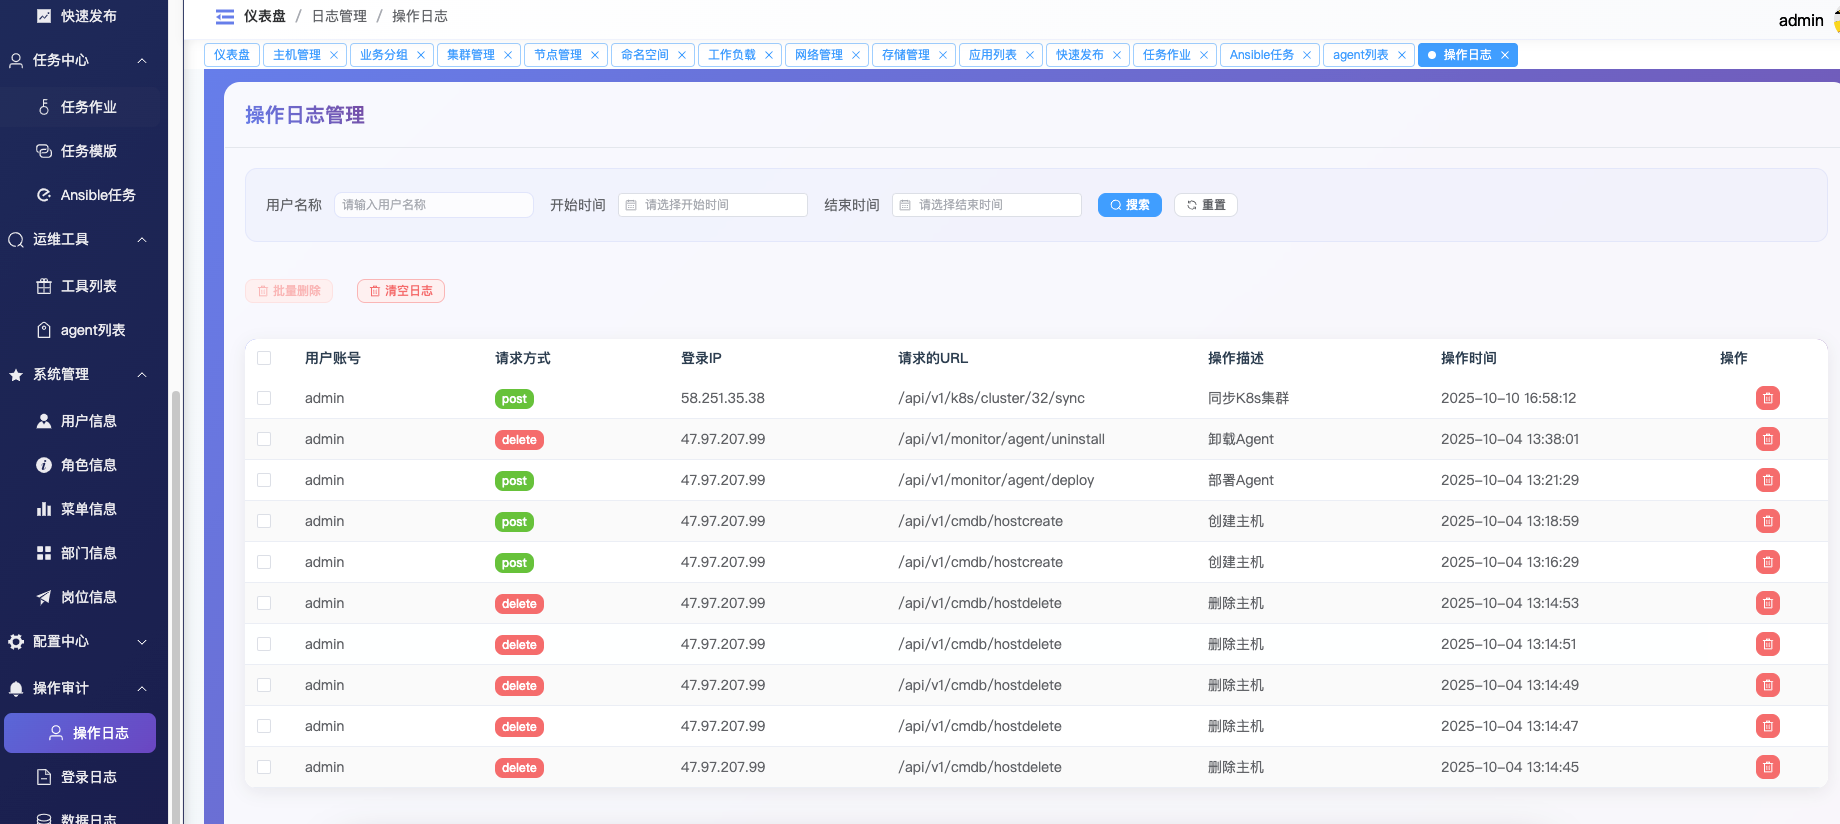 快速发布
任务中心
任务作业
任务模版
Ansible任务
运维工具
工具列表
agent列表
系统管理
用户信息
角色信息
菜单信息
部门信息
岗位信息
配置中心
操作审计
操作日志
登录日志
数据日志
仪表盘 / 日志管理 / 操作日志
admin
仪表盘 主机管理 业务分组 集群管理 节点管理 命名空间 工作负载 网络管理 存储管理 应用列表 快速发布 任务作业 Ansible任务 agent列表 操作日志
操作日志管理
用户名称 请输入用户名称 开始时间 请选择开始时间 结束时间 请选择结束时间 搜索 重置
批量删除 清空日志
用户账号 请求方式 登录IP 请求的URL 操作描述 操作时间 操作
admin post 58.251.35.38 /api/v1/k8s/cluster/32/sync 同步K8s集群 2025-10-10 16:58:12
admin delete 47.97.207.99 /api/v1/monitor/agent/uninstall 卸载Agent 2025-10-04 13:38:01
admin post 47.97.207.99 /api/v1/monitor/agent/deploy 部署Agent 2025-10-04 13:21:29
admin post 47.97.207.99 /api/v1/cmdb/hostcreate 创建主机 2025-10-04 13:18:59
admin post 47.97.207.99 /api/v1/cmdb/hostcreate 创建主机 2025-10-04 13:16:29
admin delete 47.97.207.99 /api/v1/cmdb/hostdelete 删除主机 2025-10-04 13:14:53
admin delete 47.97.207.99 /api/v1/cmdb/hostdelete 删除主机 2025-10-04 13:14:51
admin delete 47.97.207.99 /api/v1/cmdb/hostdelete 删除主机 2025-10-04 13:14:49
admin delete 47.97.207.99 /api/v1/cmdb/hostdelete 删除主机 2025-10-04 13:14:47
admin delete 47.97.207.99 /api/v1/cmdb/hostdelete 删除主机 2025-10-04 13:14:45